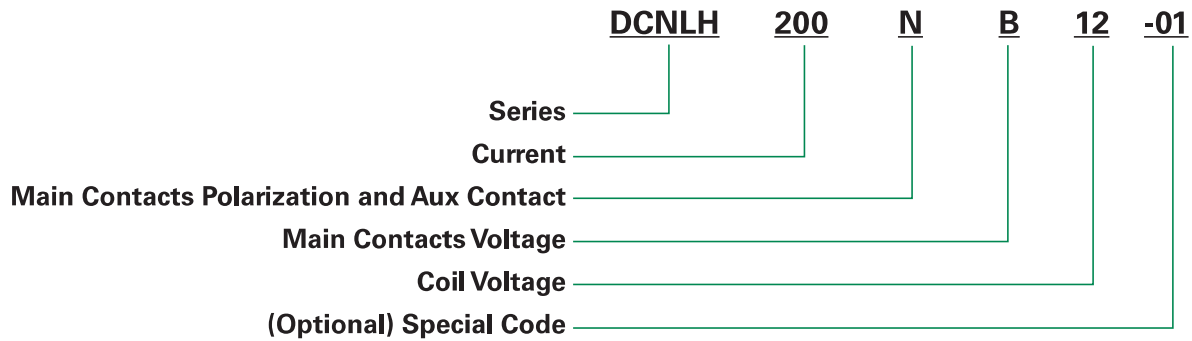 DCNLH 200 N B 12 -01
Series
Current
Main Contacts Polarization and Aux Contact
Main Contacts Voltage
Coil Voltage
(Optional) Special Code